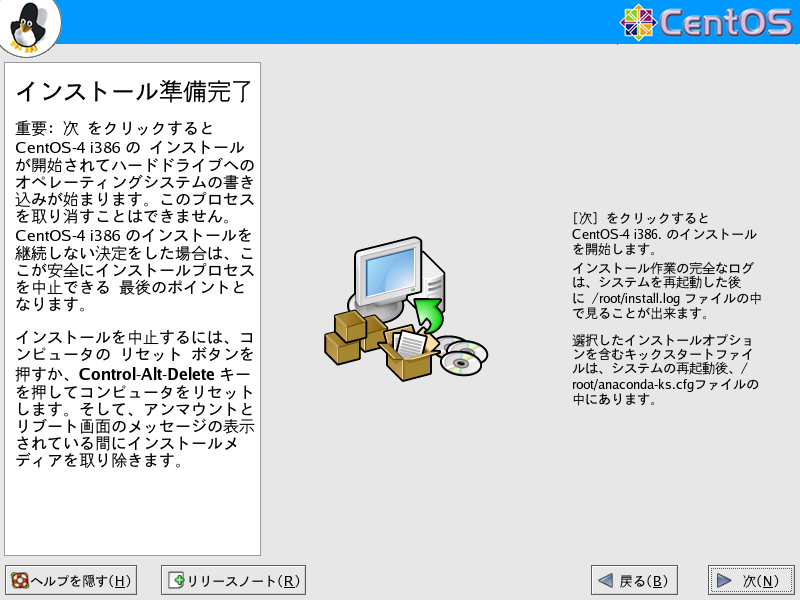 CentOS
インストール準備完了
重要: 次 をクリックすると
CentOS-4 i386 の インストール
が開始されてハードドライブへの
オペレーティングシステムの書き
込みが始まります。このプロセス
を取り消すことはできません。
CentOS-4 i386 のインストールを
継続しない決定をした場合は、こ
こが安全にインストールプロセス
を中止できる 最後のポイントと
なります。
インストールを中止するには、コ
ンピュータの リセット ボタンを
押すか、Control-Alt-Delete キー
を押してコンピュータをリセット
します。そして、アンマウントと
リブート画面のメッセージの表示
されている間にインストールメ
ディアを取り除きます。
[次] をクリックすると
CentOS-4 i386. のインストール
を開始します。
インストール作業の完全なログ
は、システムを再起動した後
に /root/install.log ファイルの中
で見ることが出来ます。
選択したインストールオプショ
ンを含むキックスタートファイ
ルは、システムの再起動後、/
root/anaconda-ks.cfgファイルの
中にあります。
ヘルプを隠す(H)
リリースノート(R)
戻る(B)
次(N)